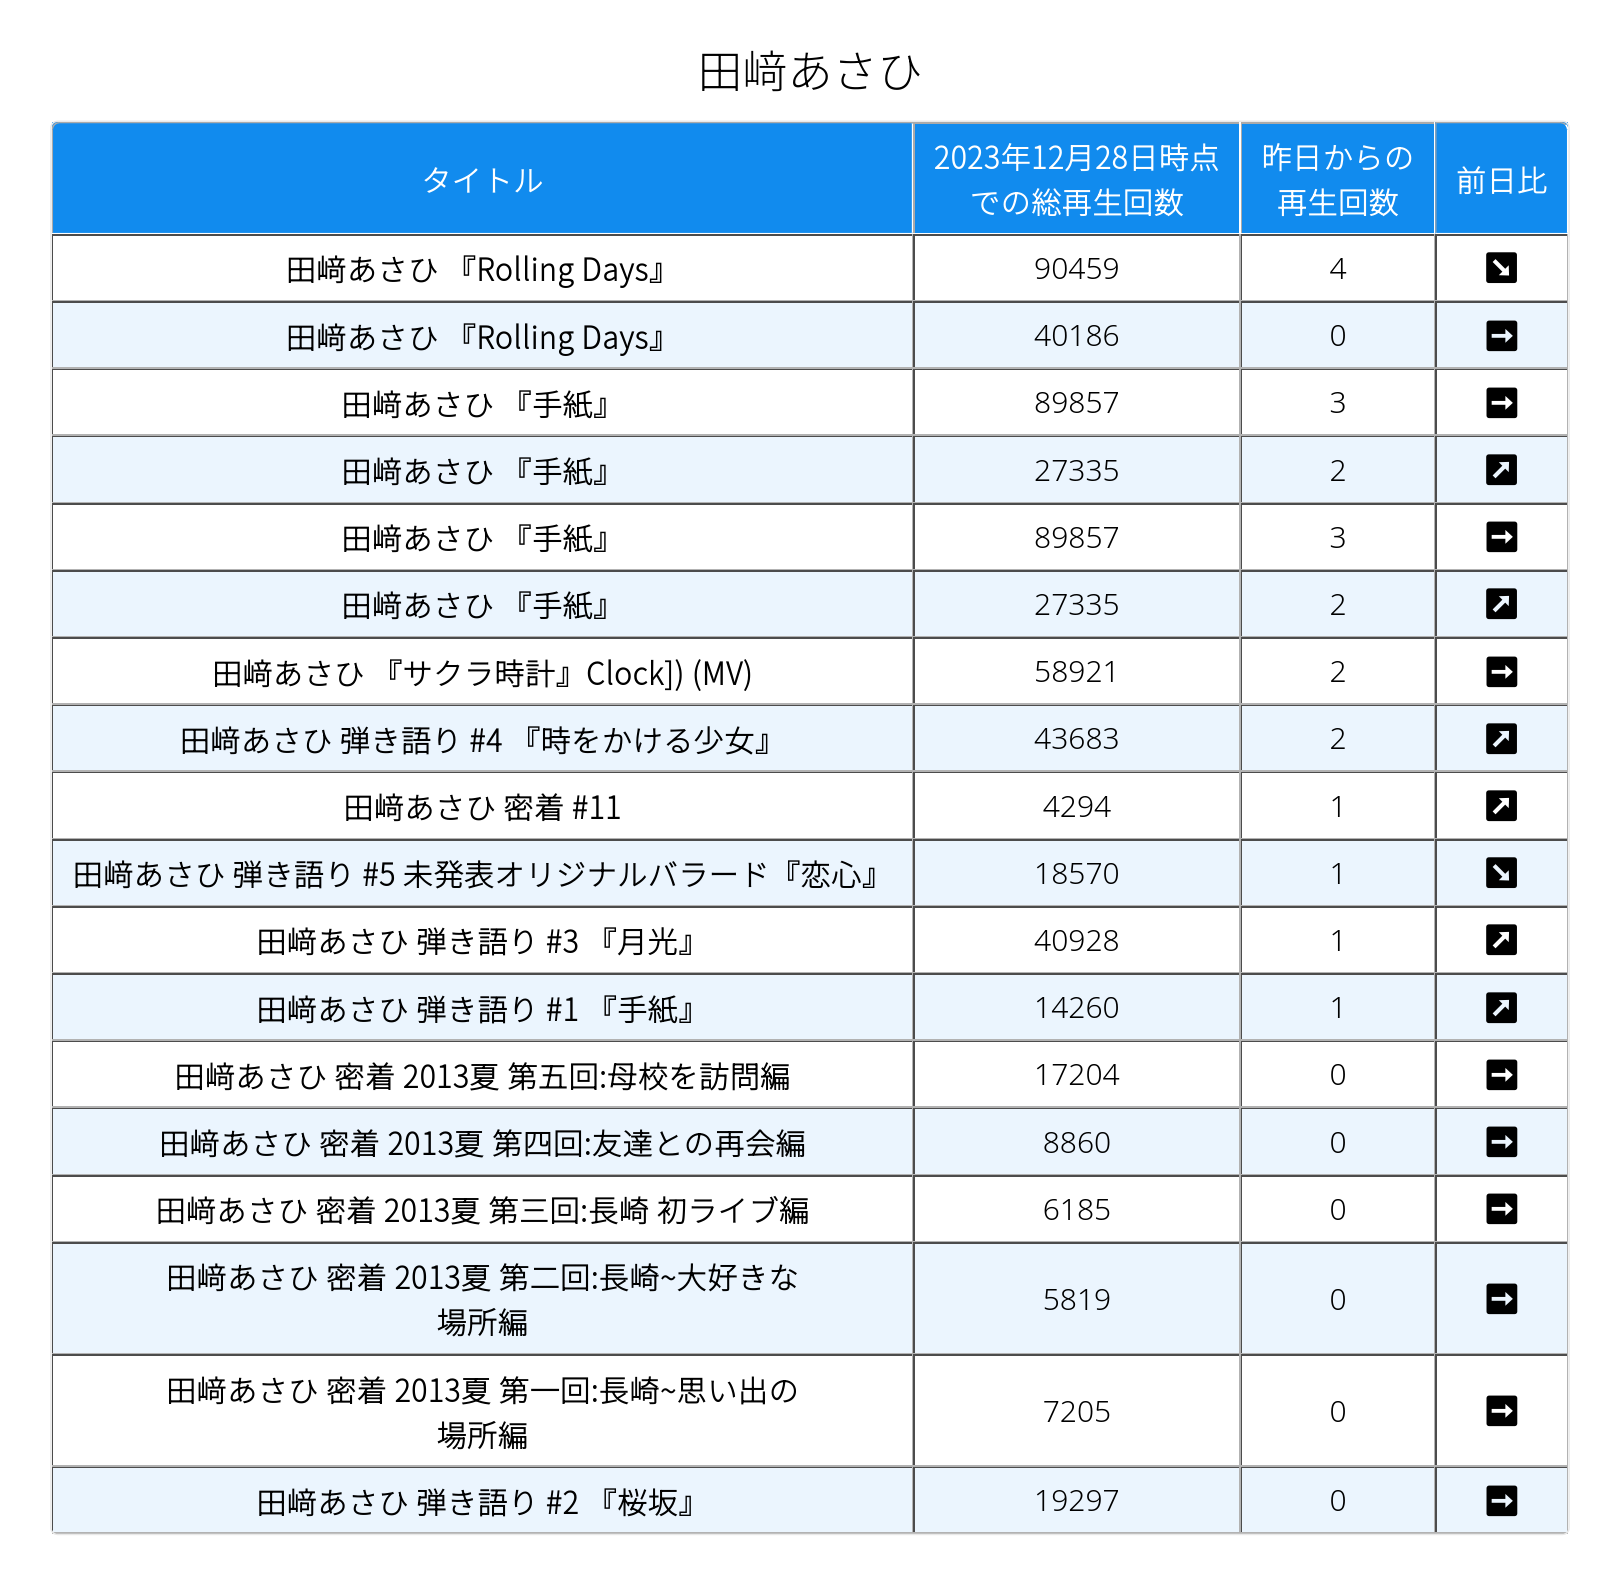 田﨑あさひ
タイトル 2023年12月28日時点での総再生回数 昨日からの再生回数 前日比
田﨑あさひ 『Rolling Days』 90459 4 ↘
田﨑あさひ 『Rolling Days』 40186 0 →
田﨑あさひ 『手紙』 89857 3 →
田﨑あさひ 『手紙』 27335 2 ↗
田﨑あさひ 『手紙』 89857 3 →
田﨑あさひ 『手紙』 27335 2 ↗
田﨑あさひ 『サクラ時計』Clock]) (MV) 58921 2 →
田﨑あさひ 弾き語り #4 『時をかける少女』 43683 2 ↗
田﨑あさひ 密着 #11 4294 1 ↗
田﨑あさひ 弾き語り #5 未発表オリジナルバラード『恋心』 18570 1 ↘
田﨑あさひ 弾き語り #3 『月光』 40928 1 ↗
田﨑あさひ 弾き語り #1 『手紙』 14260 1 ↗
田﨑あさひ 密着 2013夏 第五回:母校を訪問編 17204 0 →
田﨑あさひ 密着 2013夏 第四回:友達との再会編 8860 0 →
田﨑あさひ 密着 2013夏 第三回:長崎 初ライブ編 6185 0 →
田﨑あさひ 密着 2013夏 第二回:長崎~大好きな
場所編 5819 0 →
田﨑あさひ 密着 2013夏 第一回:長崎~思い出の
場所編 7205 0 →
田﨑あさひ 弾き語り #2 『桜坂』 19297 0 →